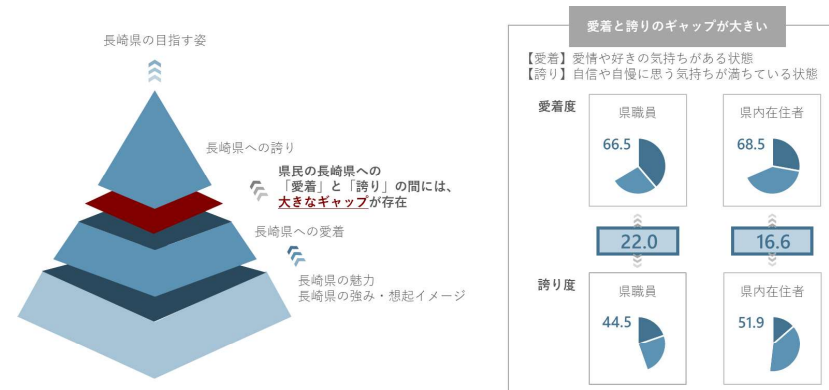 長崎県の目指す姿
長崎県への誇り
県民の長崎県への
「愛着」と「誇り」の間には、
大きなギャップが存在
長崎県への愛着
長崎県の魅力
長崎県の強み・想起イメージ
愛着と誇りのギャップが大きい
【愛着】愛情や好きの気持ちがある状態
【誇り】自信や自慢に思う気持ちが満ちている状態
愛着度
県職員
県内在住者
66.5
68.5
22.0
16.6
誇り度
県職員
県内在住者
44.5
51.9